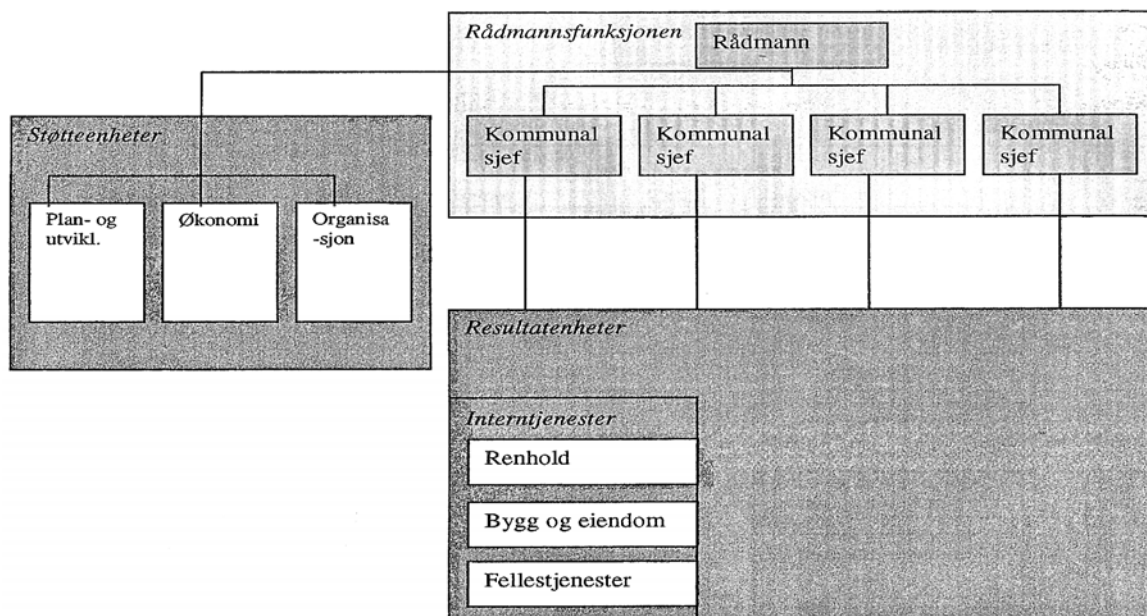 Rådmannsfunksjonen
Rådmann
Kommunal
sjef
Kommunal
sjef
Kommunal
sjef
Kommunal
sjef
Støtteenheter
Plan- og
utvikl.
Økonomi
Organisa
-sjon
Resultatenheter
Interntjenester
Renhold
Bygg og eiendom
Fellestjenester